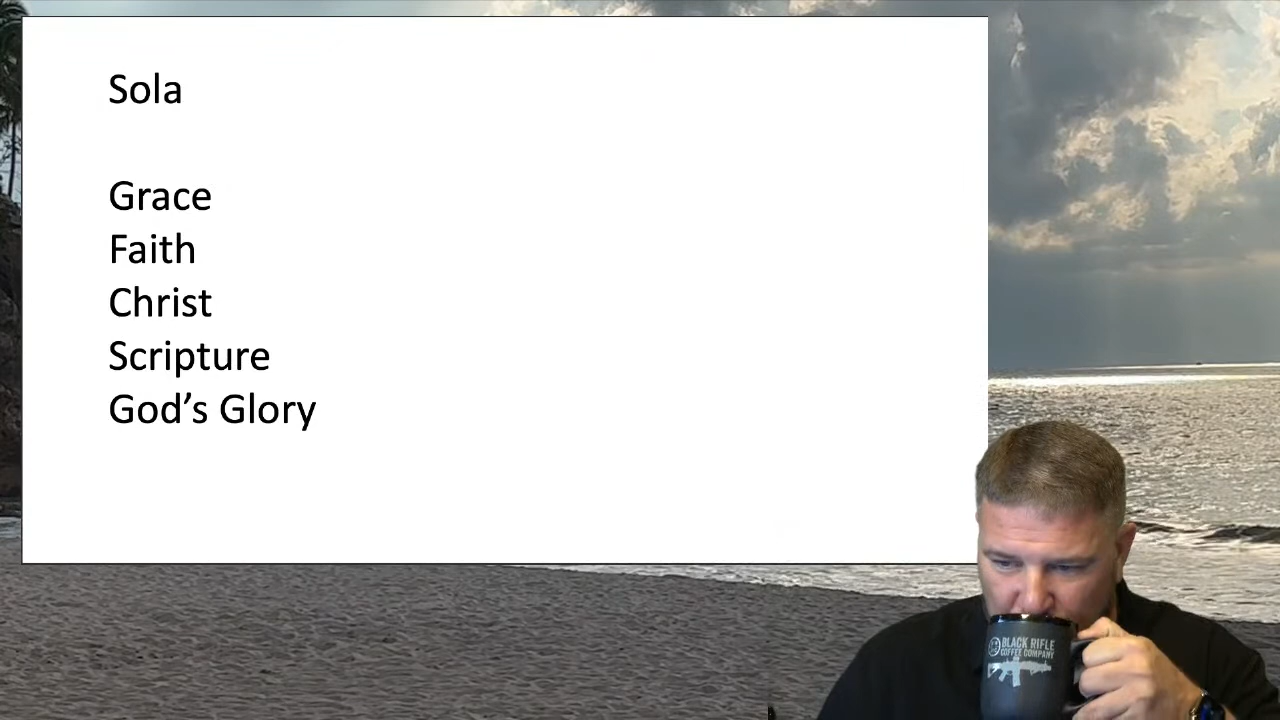 Sola
Grace
Faith
Christ
Scripture
God’s Glory
BLACK RIFLE
COFFEE COMPANY